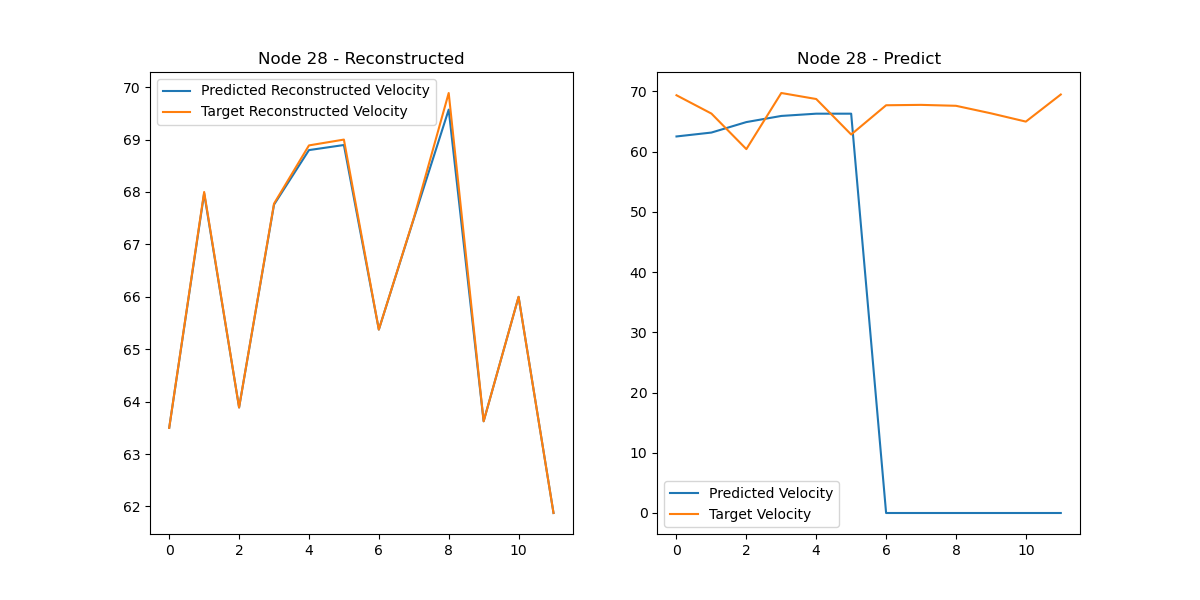 Node 28 - Reconstructed
Predicted Reconstructed Velocity
Target Reconstructed Velocity
70
69
68
67
66
65
64
63
62
0 2 4 6 8 10
Node 28 - Predict
70
60
50
40
30
20
10
0
Predicted Velocity
Target Velocity
0 2 4 6 8 10